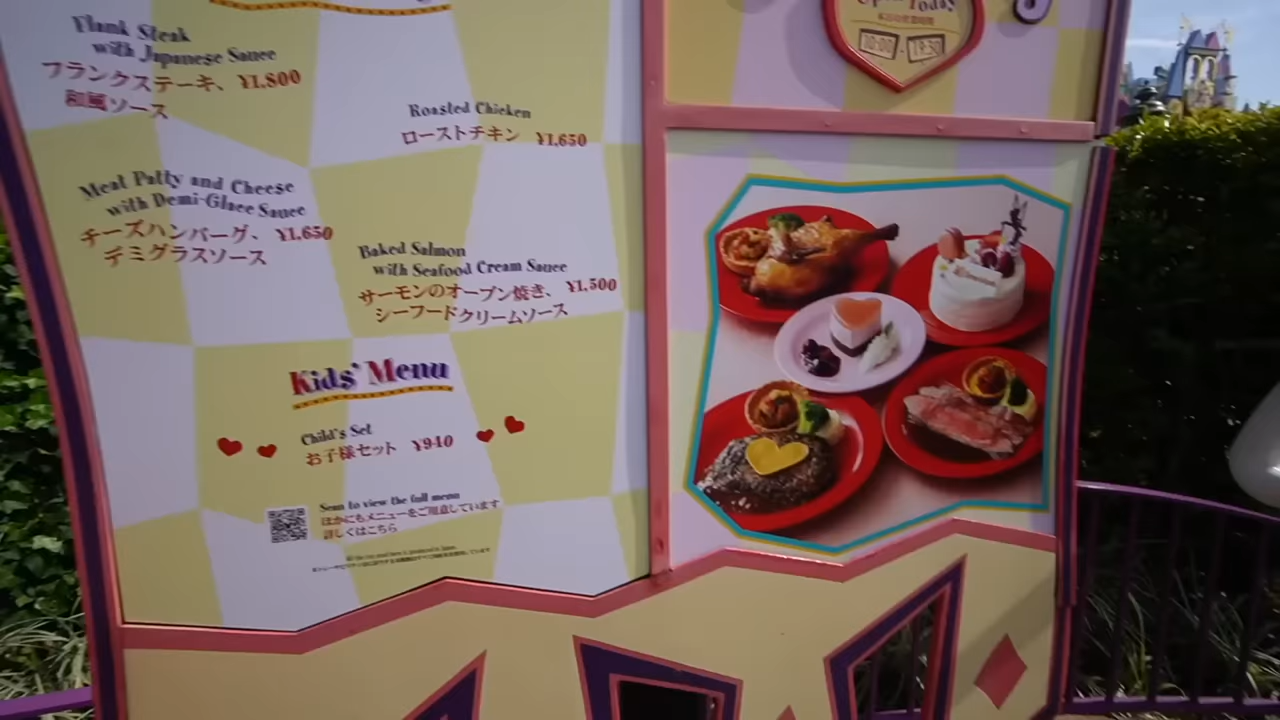 Flank Steak
with Japanese Sauce
フランクステーキ、 ¥1,800
和風ソース
Roasted Chicken
ローストチキン ¥1,650
Meat Patty and Cheese
with Demi-Glace Sauce
チーズハンバーグ、 ¥1,650
デミグラスソース
Baked Salmon
with Seafood Cream Sauce
サーモンのオーブン焼き、 ¥1,500
シーフードクリームソース
Kids' Menu
Child's Set
お子様セット ¥940
Scan to view the full menu
ほかにもメニューをご用意しています
詳しくはこちら
Open Today
本日の営業時間
10:00 - 19:30